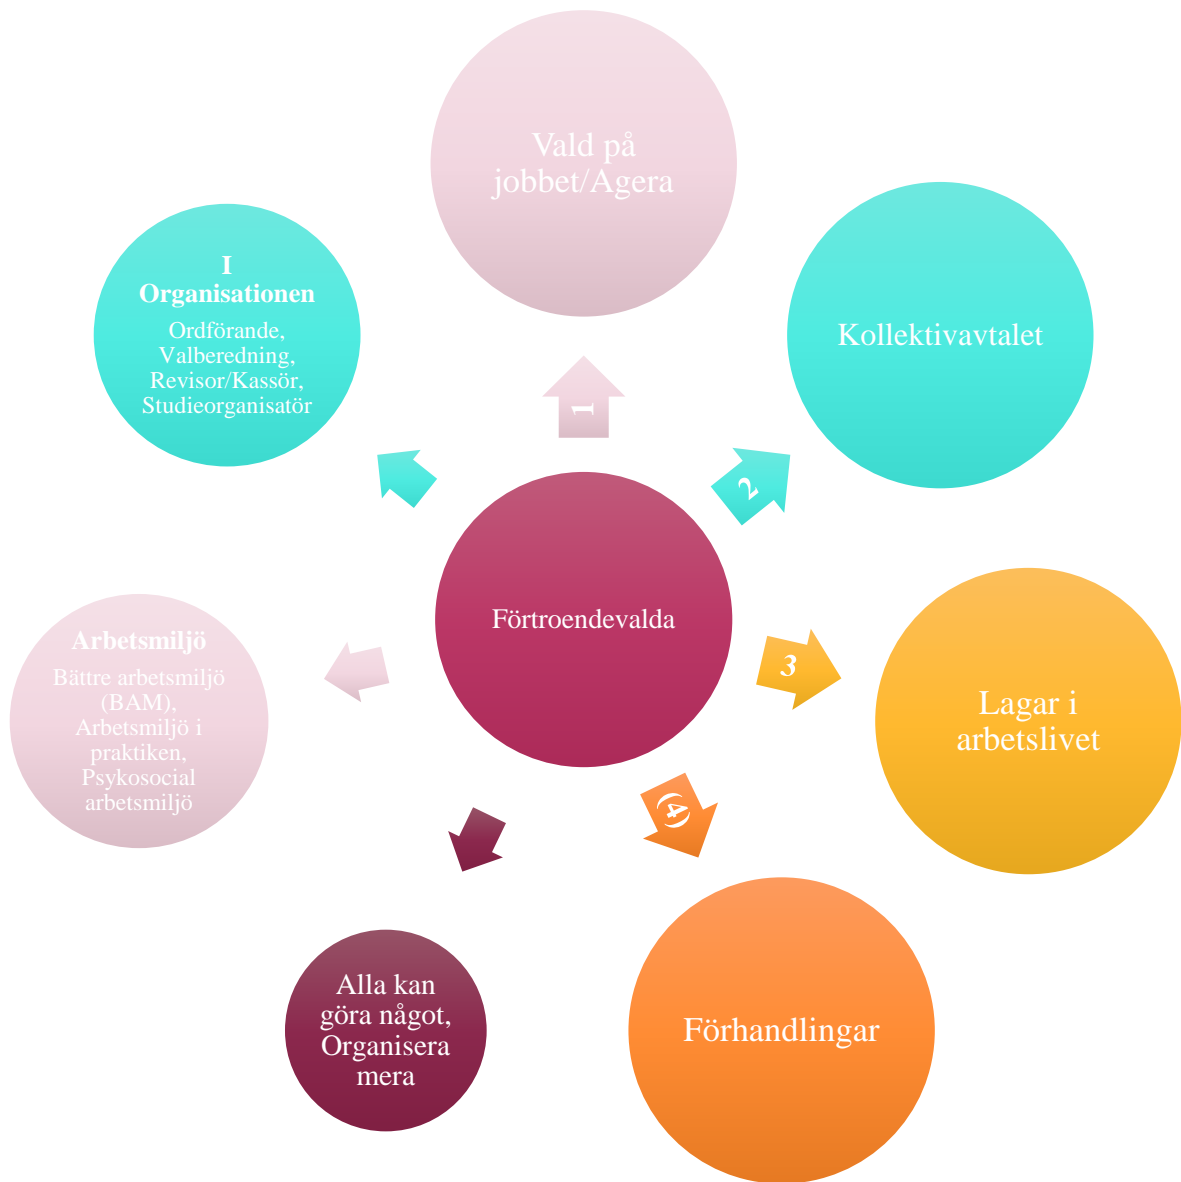 Vald på
jobbet/Agera
1
Kollektivavtalet
2
Lagar i
arbetslivet
3
Förhandlingar
(4)
Alla kan
göra något,
Organisera
mera
Arbetsmiljö
Bättre arbetsmiljö
(BAM),
Arbetsmiljö i
praktiken,
Psykosocial
arbetsmiljö
I
Organisationen
Ordförande,
Valberedning,
Revisor/Kassör,
Studieorganisatör
Förtroendevalda